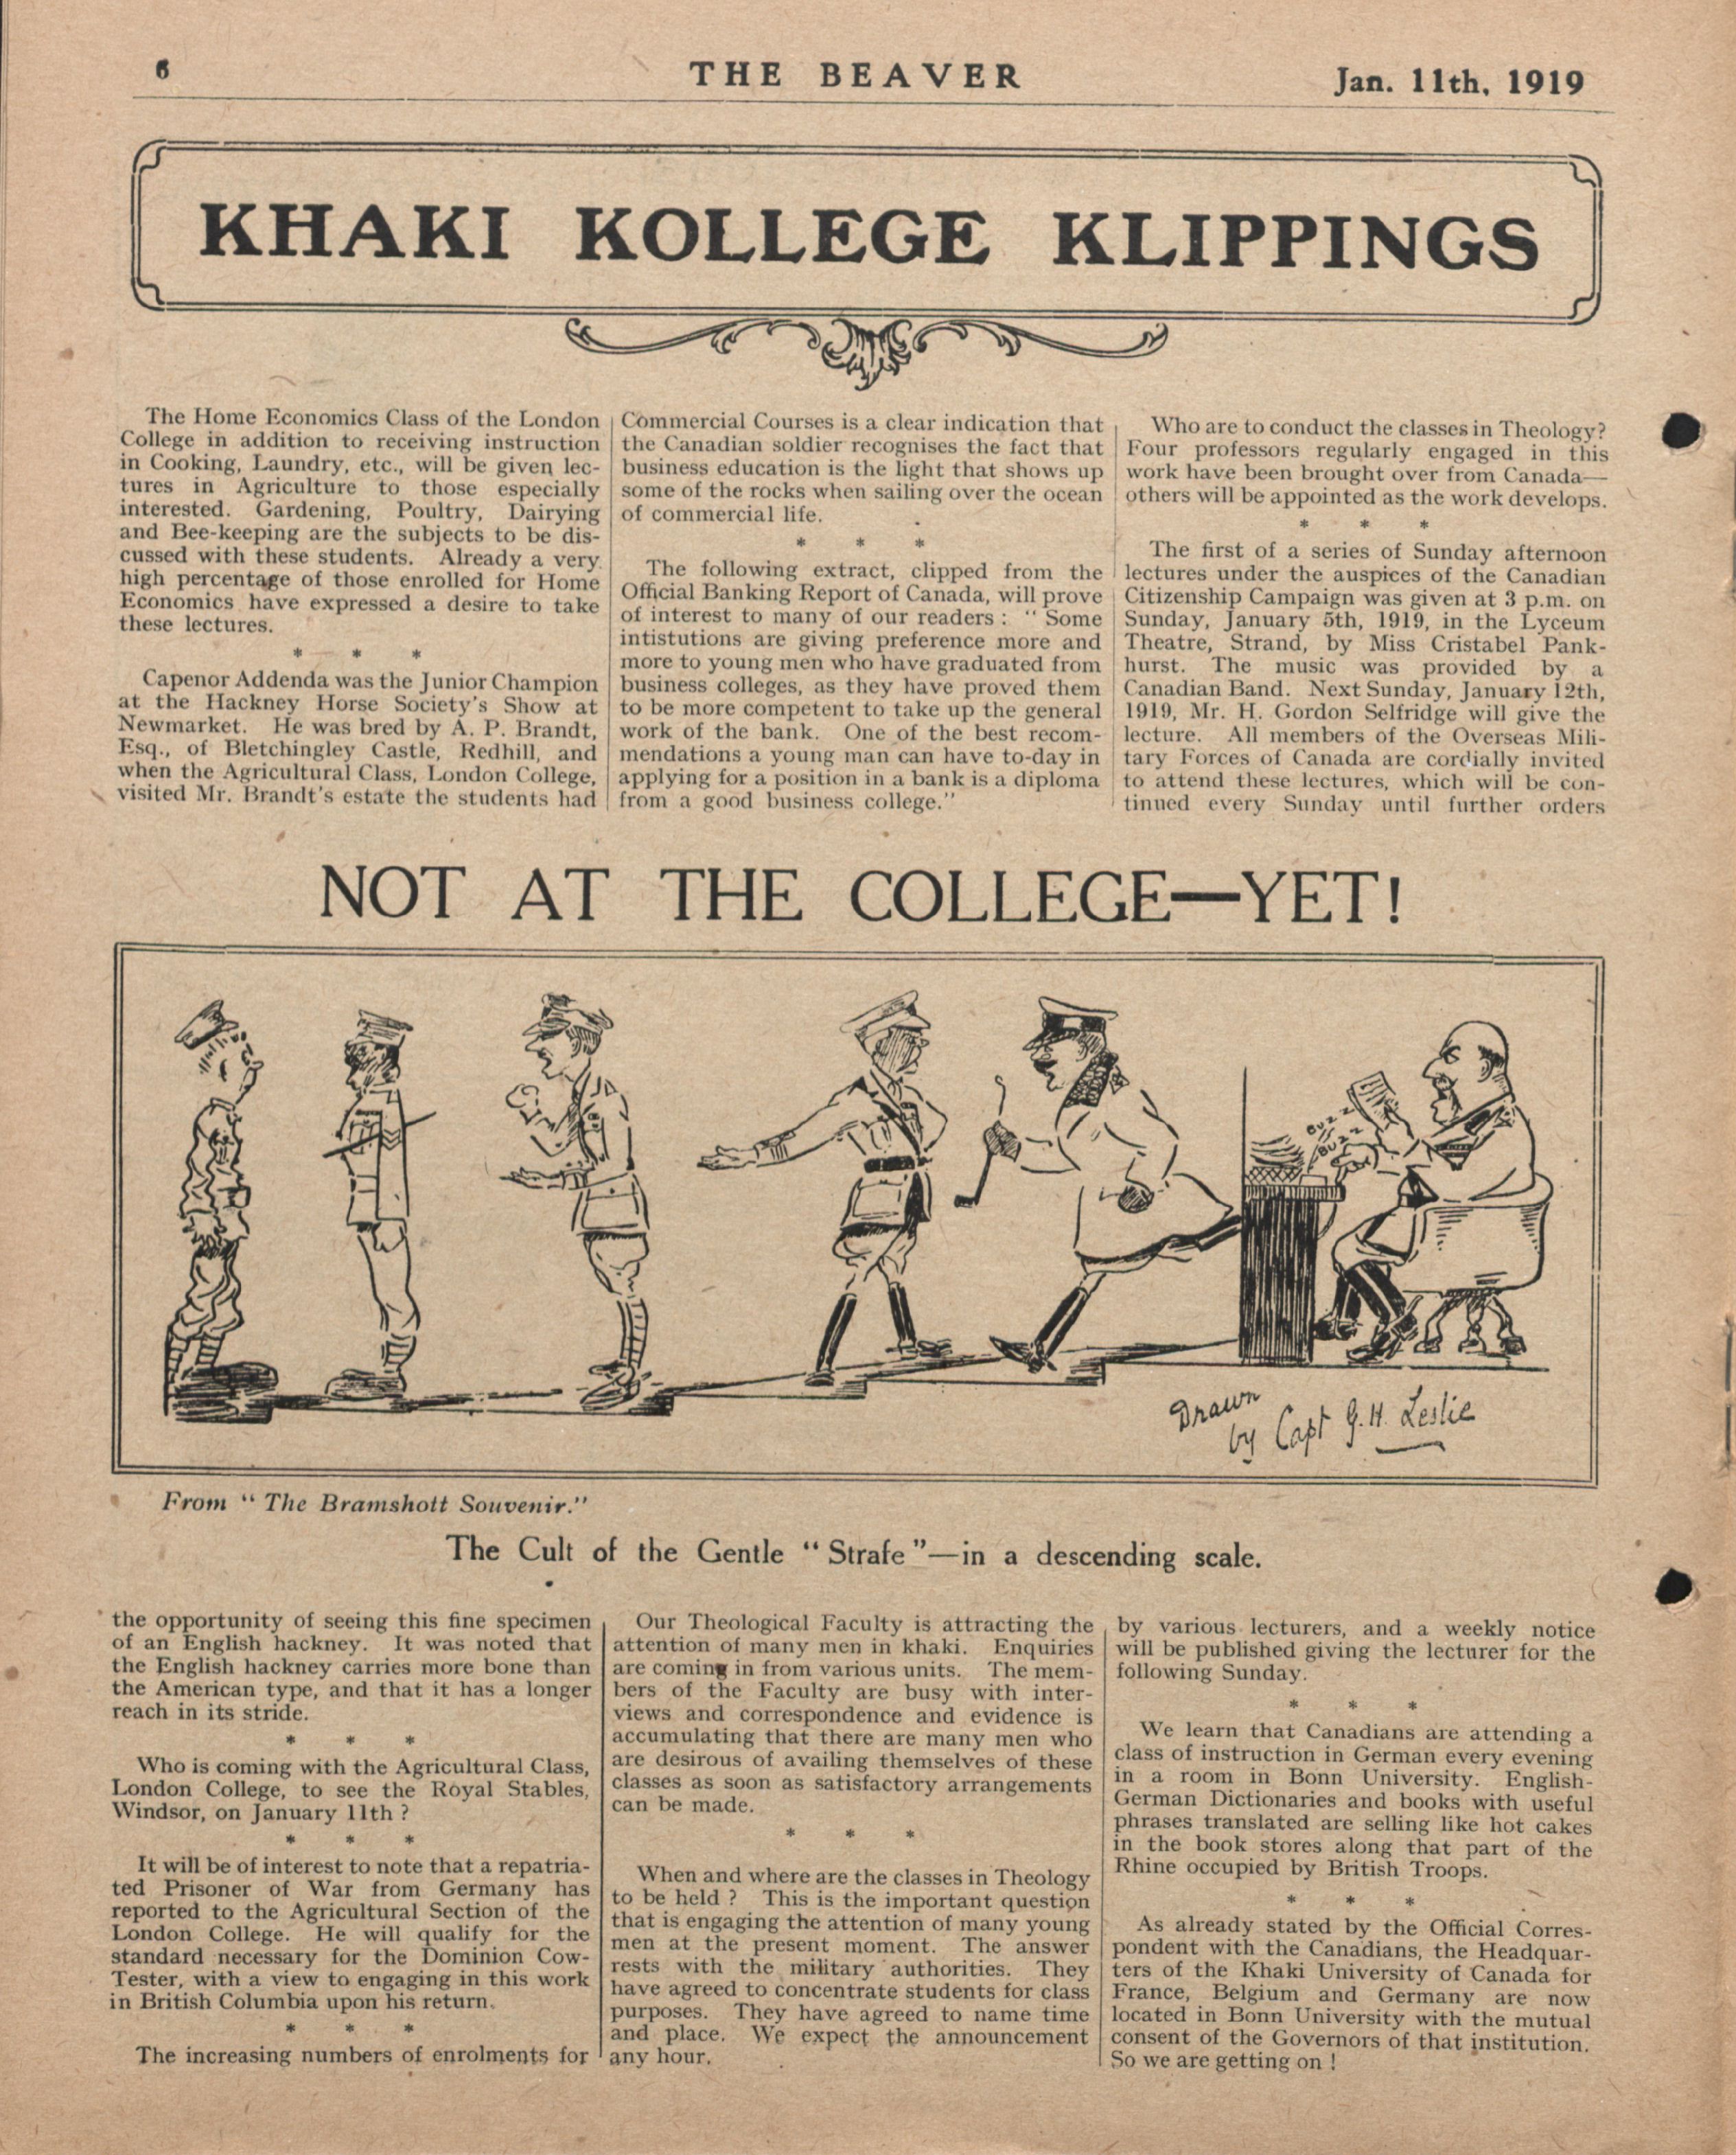 6
THE BEAVER
Jan. 11th, 1919
KHAKI KOLLEGE KLIPPINGS
The Home Economics Class of the London
College in addition to receiving instruction
in Cooking, Laundry, etc., will be given lec-
tures in Agriculture to those especially
interested. Gardening, Poultry, Dairying
and Bee-keeping are the subjects to be dis-
cussed with these students. Already a very
high percentage of those enrolled for Home
Economics have expressed a desire to take
these lectures.
* * *
Capenor Addenda was the Junior Champion
at the Hackney Horse Society's Show at
Newmarket. He was bred by A. P. Brandt,
Esq., of Bletchingley Castle, Redhill, and
when the Agricultural Class, London College,
visited Mr. Brandt's estate the students had
the opportunity of seeing this fine specimen
of an English hackney. It was noted that
the English hackney carries more bone than
the American type, and that it has a longer
reach in its stride.
* * *
Who is coming with the Agricultural Class,
London College, to see the Royal Stables,
Windsor, on January 11th ?
* * *
It will be of interest to note that a repatria-
ted Prisoner of War from Germany has
reported to the Agricultural Section of the
London College. He will qualify for the
standard necessary for the Dominion Cow-
Tester, with a view to engaging in this work
in British Columbia upon his return.
* * *
The increasing numbers of enrolments for
Commercial Courses is a clear indication that
the Canadian soldier recognises the fact that
business education is the light that shows up
some of the rocks when sailing over the ocean
of commercial life.
* * *
The following extract, clipped from the
Official Banking Report of Canada, will prove
of interest to many of our readers : " Some
intistutions are giving preference more and
more to young men who have graduated from
business colleges, as they have proved them
to be more competent to take up the general
work of the bank. One of the best recom-
mendations a young man can have to-day in
applying for a position in a bank is a diploma
from a good business college."
Our Theological Faculty is attracting the
attention of many men in khaki. Enquiries
are coming in from various units. The mem-
bers of the Faculty are busy with inter-
views and correspondence and evidence is
accumulating that there are many men who
are desirous of availing themselves of these
classes as soon as satisfactory arrangements
can be made.
* * *
When and where are the classes in Theology
to be held ? This is the important question
that is engaging the attention of many young
men at the present moment. The answer
rests with the military authorities. They
have agreed to concentrate students for class
purposes. They have agreed to name time
and place. We expect the announcement
any hour.
Who are to conduct the classes in Theology?
Four professors regularly engaged in this
work have been brought over from Canada—
others will be appointed as the work develops.
* * *
The first of a series of Sunday afternoon
lectures under the auspices of the Canadian
Citizenship Campaign was given at 3 p.m. on
Sunday, January 5th, 1919, in the Lyceum
Theatre, Strand, by Miss Cristabel Pank-
hurst. The music was provided by a
Canadian Band. Next Sunday, January 12th,
1919, Mr. H. Gordon Selfridge will give the
lecture. All members of the Overseas Mili-
tary Forces of Canada are cordially invited
to attend these lectures, which will be con-
tinued every Sunday until further orders
by various lecturers, and a weekly notice
will be published giving the lecturer for the
following Sunday.
* * *
We learn that Canadians are attending a
class of instruction in German every evening
in a room in Bonn University. English-
German Dictionaries and books with useful
phrases translated are selling like hot cakes
in the book stores along that part of the
Rhine occupied by British Troops.
* * *
As already stated by the Official Corres-
pondent with the Canadians, the Headquar-
ters of the Khaki University of Canada for
France, Belgium and Germany are now
located in Bonn University with the mutual
consent of the Governors of that institution.
So we are getting on !
NOT AT THE COLLEGE—YET!
Buzz
Buzz
Drawn
by Capt G.H. Leslie
From " The Bramshott Souvenir."
The Cult of the Gentle " Strafe "—in a descending scale.